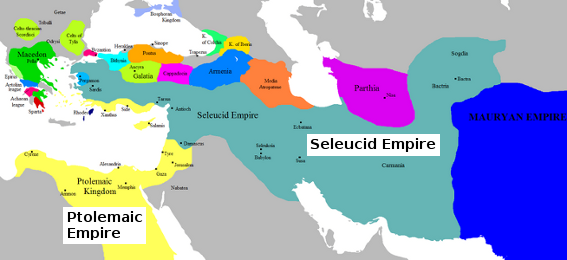 Getae
Triballi
Celtic thracian
Scordisci
Odrysi
Celts of
Tylis
Bosphoran
Kingdom
Macedon
Pella
Epirus
Aetolian
league
Achaean
league
Sparta
Byzantion
Heraklea
Sinope
Bithynia
Pontus
Trapezus
K.
of Colchis
K. of Iberia
Ancyra
Galatia
Cappadocia
Armenia
Media
Atropatene
Pergamon
Sardis
Rhodes
Xanthos
Side
Tarsus
Salamis
Antioch
Seleucid Empire
Parthia
Nisa
Sogdia
Bactria
Bactra
MAURYAN EMPIRE
Ecbatana
Seleukeia
Babylon
Susa
Seleucid Empire
Carmania
Damascus
Tyre
Jerusalem
Gaza
Nabatea
Cyrene
Alexandria
Ptolemaic
Kingdom
Memphis
Ammon
Ptolemaic
Empire